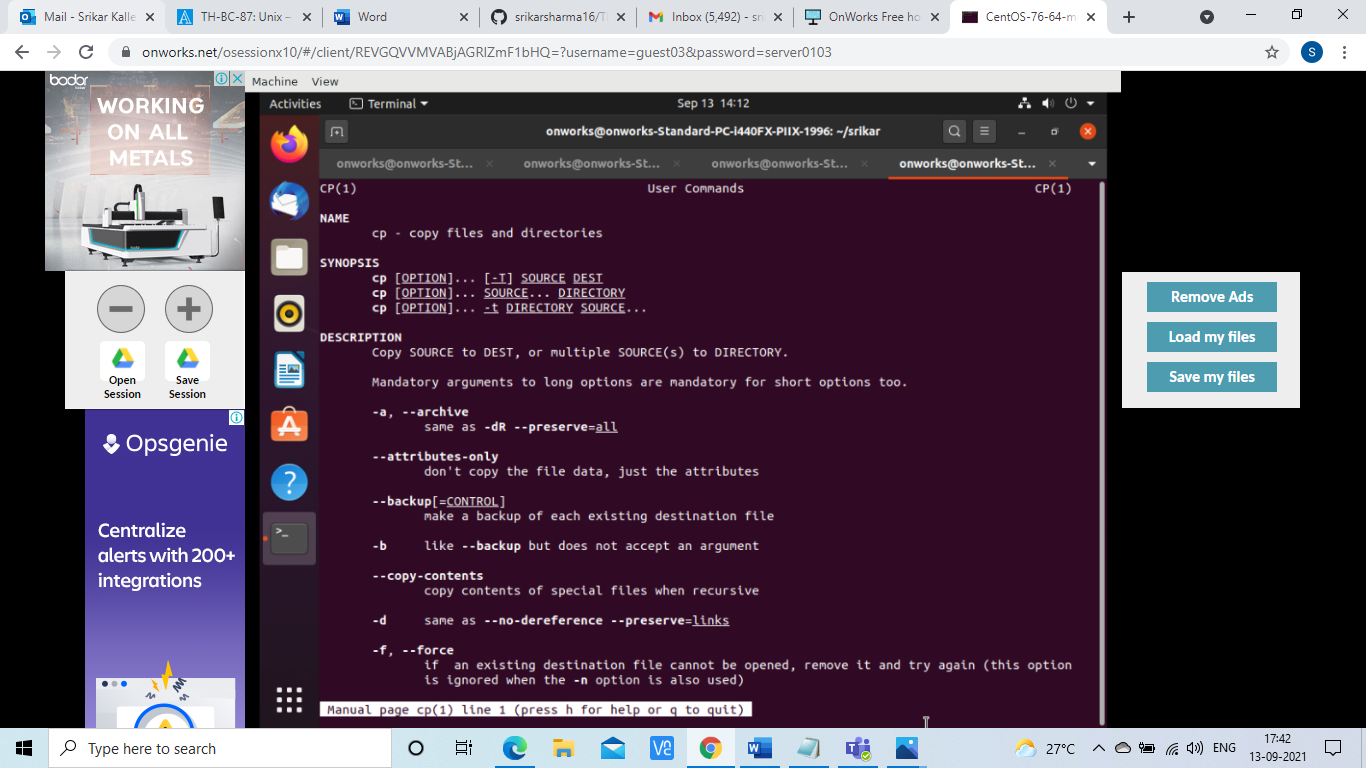 Mail - Srikar Kalle
TH-BC-87: Unix –
Word
srikarsharma16/T
Inbox (5,492) - sri
OnWorks Free ho
CentOS-76-64-m
onworks.net/osessionx10/#/client/REVGQVVMVABjAGRlZmF1bHQ=?username=guest03&password=server0103
S
bodor
WORKING
ON ALL
METALS
Open
Session
Save
Session
Opsgenie
Centralize
alerts with 200+
integrations
Machine View
Activities Terminal Sep 13 14:12
onworks@onworks-Standard-PC-i440FX-PIIX-1996: ~/srikar
onworks@onworks-St... onworks@onworks-St... onworks@onworks-St... onworks@onworks-St...
CP(1) User Commands CP(1)
NAME
cp - copy files and directories
SYNOPSIS
cp [OPTION]... [-T] SOURCE DEST
cp [OPTION]... SOURCE... DIRECTORY
cp [OPTION]... -t DIRECTORY SOURCE...
DESCRIPTION
Copy SOURCE to DEST, or multiple SOURCE(s) to DIRECTORY.
Mandatory arguments to long options are mandatory for short options too.
-a, --archive
same as -dR --preserve=all
--attributes-only
don't copy the file data, just the attributes
--backup[=CONTROL]
make a backup of each existing destination file
-b like --backup but does not accept an argument
--copy-contents
copy contents of special files when recursive
-d same as --no-dereference --preserve=links
-f, --force
if an existing destination file cannot be opened, remove it and try again (this option
is ignored when the -n option is also used)
Manual page cp(1) line 1 (press h for help or q to quit)
Remove Ads
Load my files
Save my files
Type here to search
27°C
ENG
17:42
13-09-2021